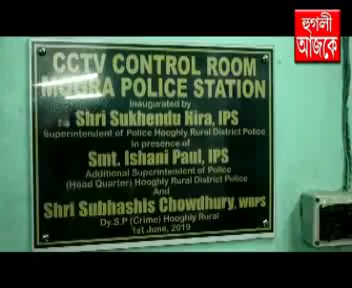 হুগলী
আজকে
CCTV CONTROL ROOM
MOGRA POLICE STATION
Inaugurated by
Shri Sukhendu Hira, IPS
Superintendent of Police Hooghly Rural District Police
In presence of
Smt. Ishani Paul, IPS
Additional Superintendent of Police
(Head Quarter) Hooghly Rural District Police
And
Shri Subhashis Chowdhury, WBPS
Dy.S.P (Crime) Hooghly Rural
1st June, 2019